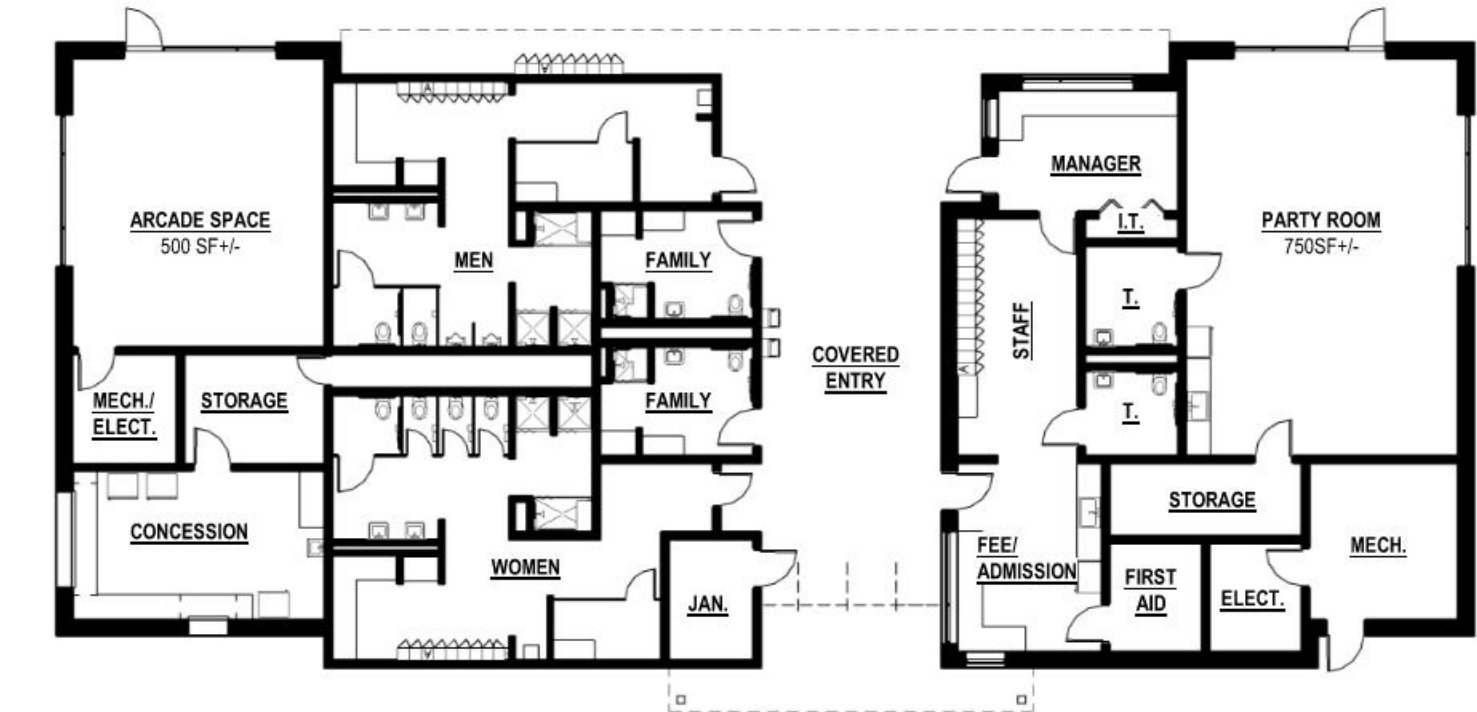 ARCADE SPACE
500 SF+/-
MEN
FAMILY
MANAGER
I.T.
PARTY ROOM
750SF+/-
T.
STAFF
COVERED
ENTRY
MECH./
ELECT.
STORAGE
FAMILY
T.
CONCESSION
WOMEN
JAN.
FEE/
ADMISSION
FIRST
AID
STORAGE
ELECT.
MECH.